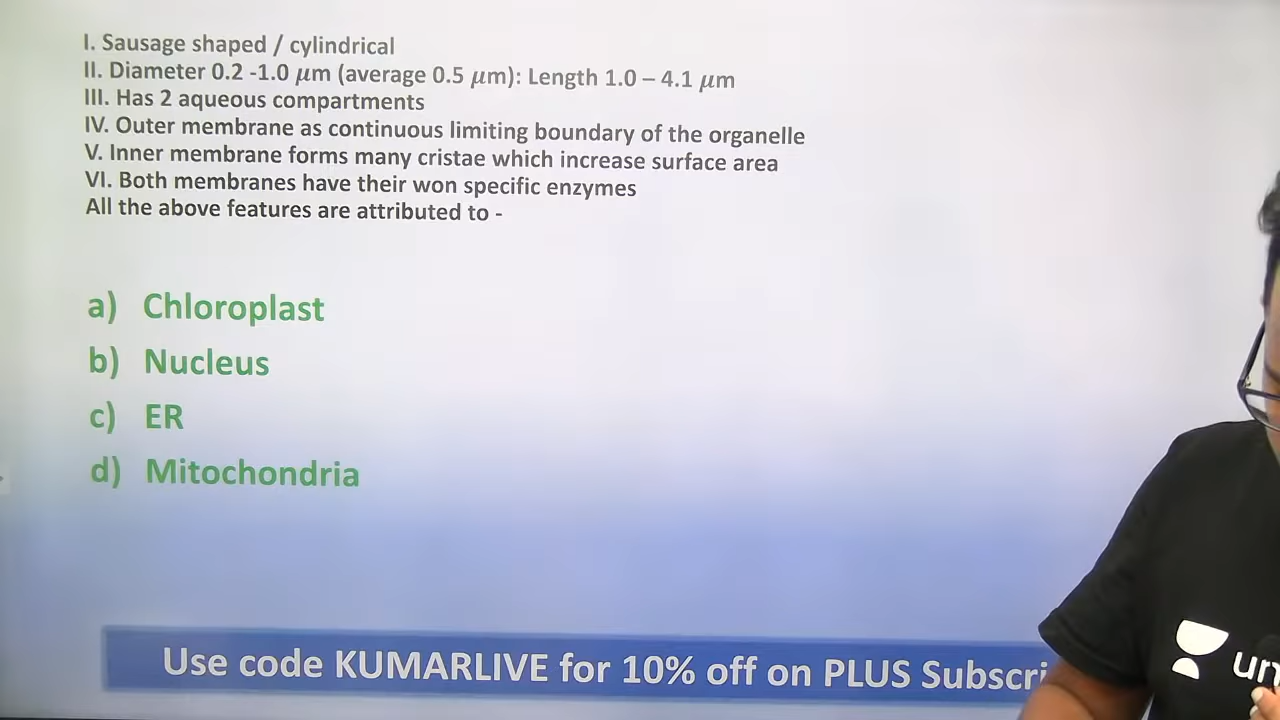 I. Sausage shaped / cylindrical
II. Diameter 0.2 -1.0 μm (average 0.5 μm): Length 1.0 – 4.1 μm
III. Has 2 aqueous compartments
IV. Outer membrane as continuous limiting boundary of the organelle
V. Inner membrane forms many cristae which increase surface area
VI. Both membranes have their won specific enzymes
All the above features are attributed to -
a) Chloroplast
b) Nucleus
c) ER
d) Mitochondria
Use code KUMARLIVE for 10% off on PLUS Subscri
un